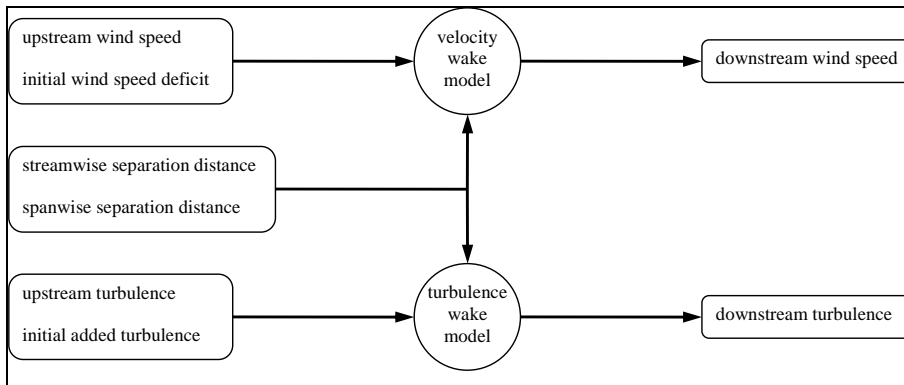 upstream wind speed
initial wind speed deficit
velocity
wake
model
downstream wind speed
streamwise separation distance
spanwise separation distance
upstream turbulence
initial added turbulence
turbulence
wake
model
downstream turbulence